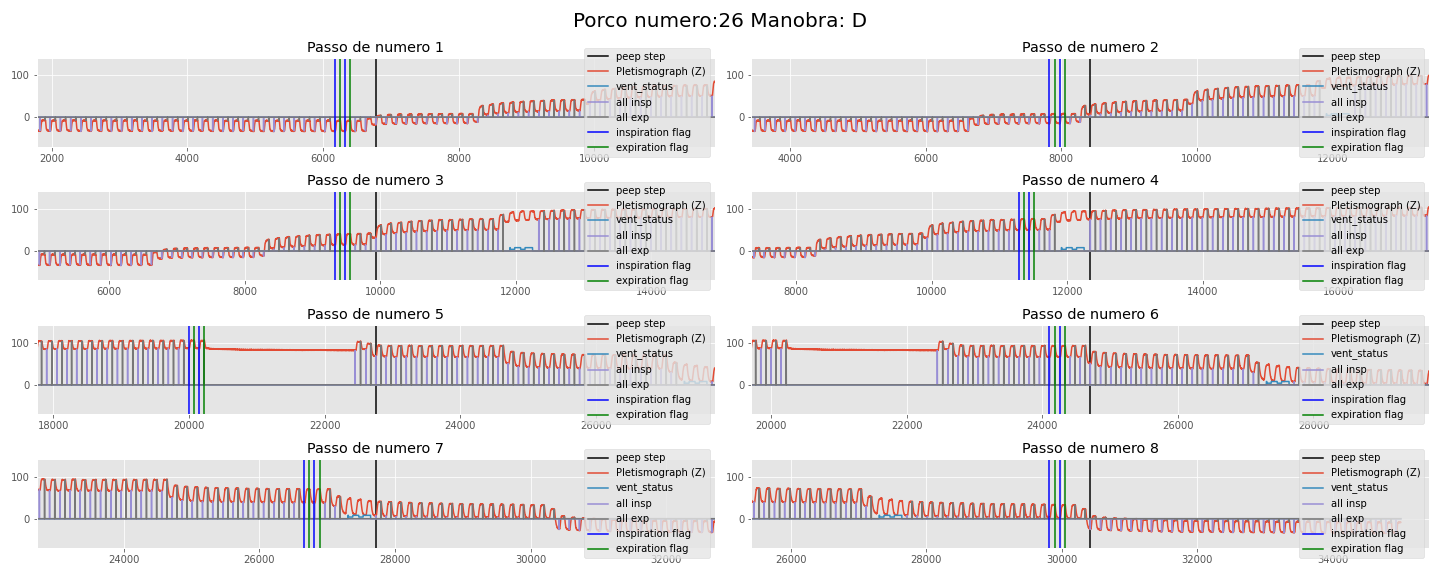 Porco numero:26 Manobra: D
Passo de numero 1
100
0
2000
4000
6000
8000
10000
peep step
Pletismograph (Z)
vent_status
all insp
all exp
inspiration flag
expiration flag
Passo de numero 2
100
0
4000
6000
8000
10000
12000
peep step
Pletismograph (Z)
vent_status
all insp
all exp
inspiration flag
expiration flag
Passo de numero 3
100
0
6000
8000
10000
12000
14000
peep step
Pletismograph (Z)
vent_status
all insp
all exp
inspiration flag
expiration flag
Passo de numero 4
100
0
8000
10000
12000
14000
16000
peep step
Pletismograph (Z)
vent_status
all insp
all exp
inspiration flag
expiration flag
Passo de numero 5
100
0
18000
20000
22000
24000
26000
peep step
Pletismograph (Z)
vent_status
all insp
all exp
inspiration flag
expiration flag
Passo de numero 6
100
0
20000
22000
24000
26000
28000
peep step
Pletismograph (Z)
vent_status
all insp
all exp
inspiration flag
expiration flag
Passo de numero 7
100
0
24000
26000
28000
30000
32000
peep step
Pletismograph (Z)
vent_status
all insp
all exp
inspiration flag
expiration flag
Passo de numero 8
100
0
26000
28000
30000
32000
34000
peep step
Pletismograph (Z)
vent_status
all insp
all exp
inspiration flag
expiration flag